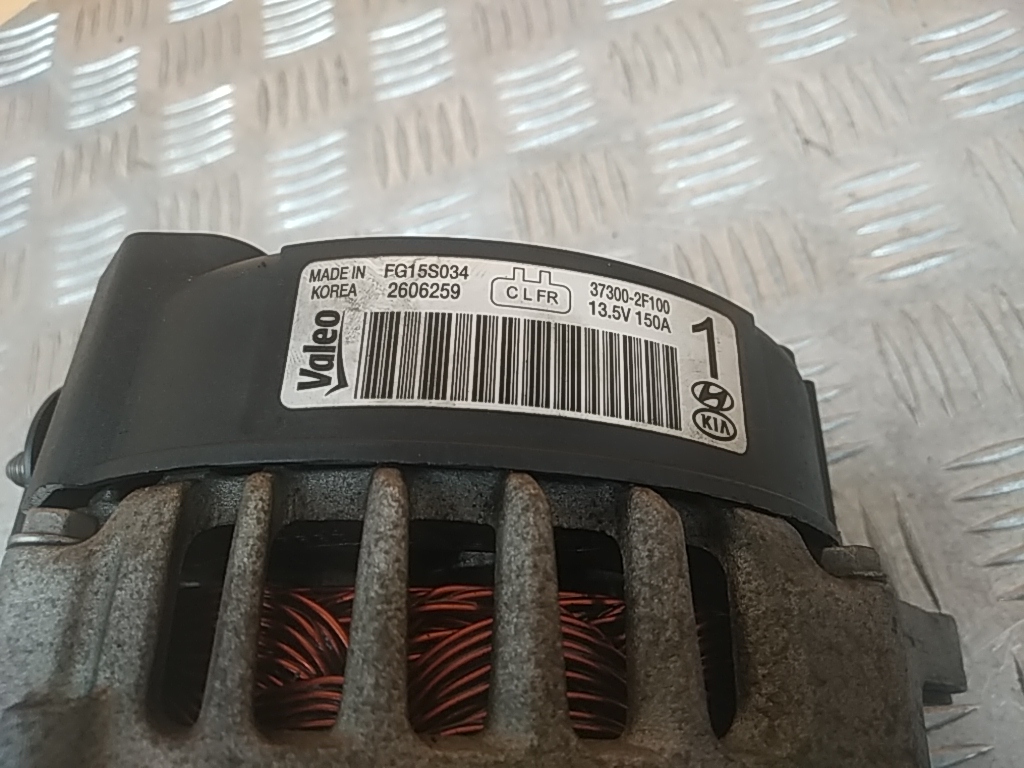 MADE IN FG15S034
KOREA 2606259
C L FR
37300-2F100
13.5V 150A
1
Valeo
KIA